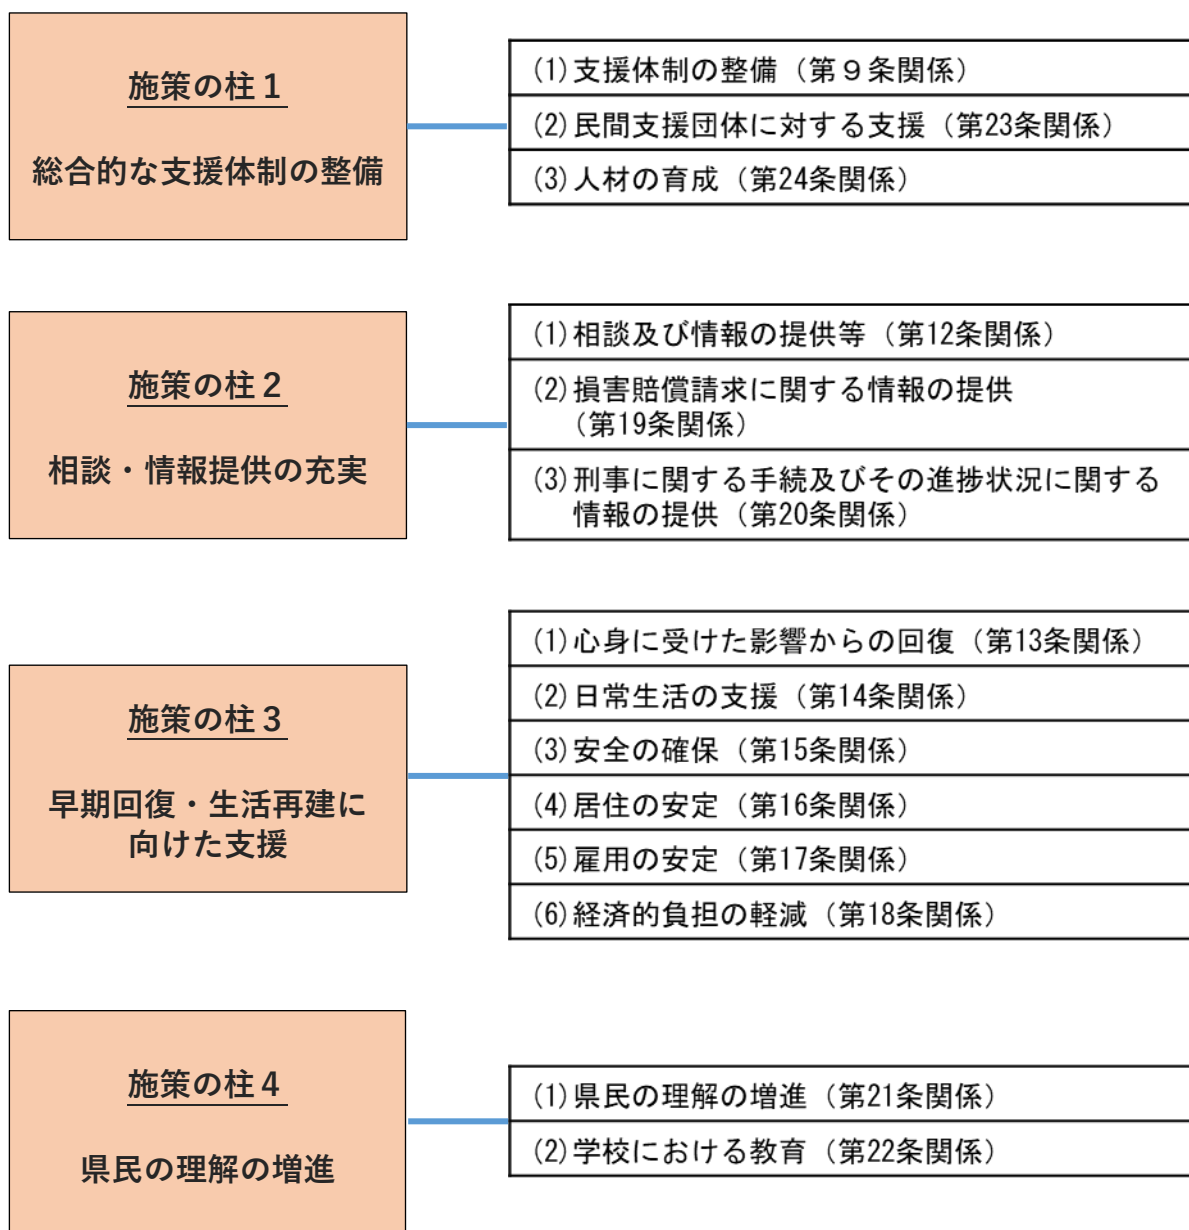 施策の柱１
総合的な支援体制の整備
(1)支援体制の整備（第９条関係）
(2)民間支援団体に対する支援（第23条関係）
(3)人材の育成（第24条関係）
施策の柱２
相談・情報提供の充実
(1)相談及び情報の提供等（第12条関係）
(2)損害賠償請求に関する情報の提供
（第19条関係）
(3)刑事に関する手続及びその進捗状況に関する
情報の提供（第20条関係）
施策の柱３
早期回復・生活再建に
向けた支援
(1)心身に受けた影響からの回復（第13条関係）
(2)日常生活の支援（第14条関係）
(3)安全の確保（第15条関係）
(4)居住の安定（第16条関係）
(5)雇用の安定（第17条関係）
(6)経済的負担の軽減（第18条関係）
施策の柱４
県民の理解の増進
(1)県民の理解の増進（第21条関係）
(2)学校における教育（第22条関係）